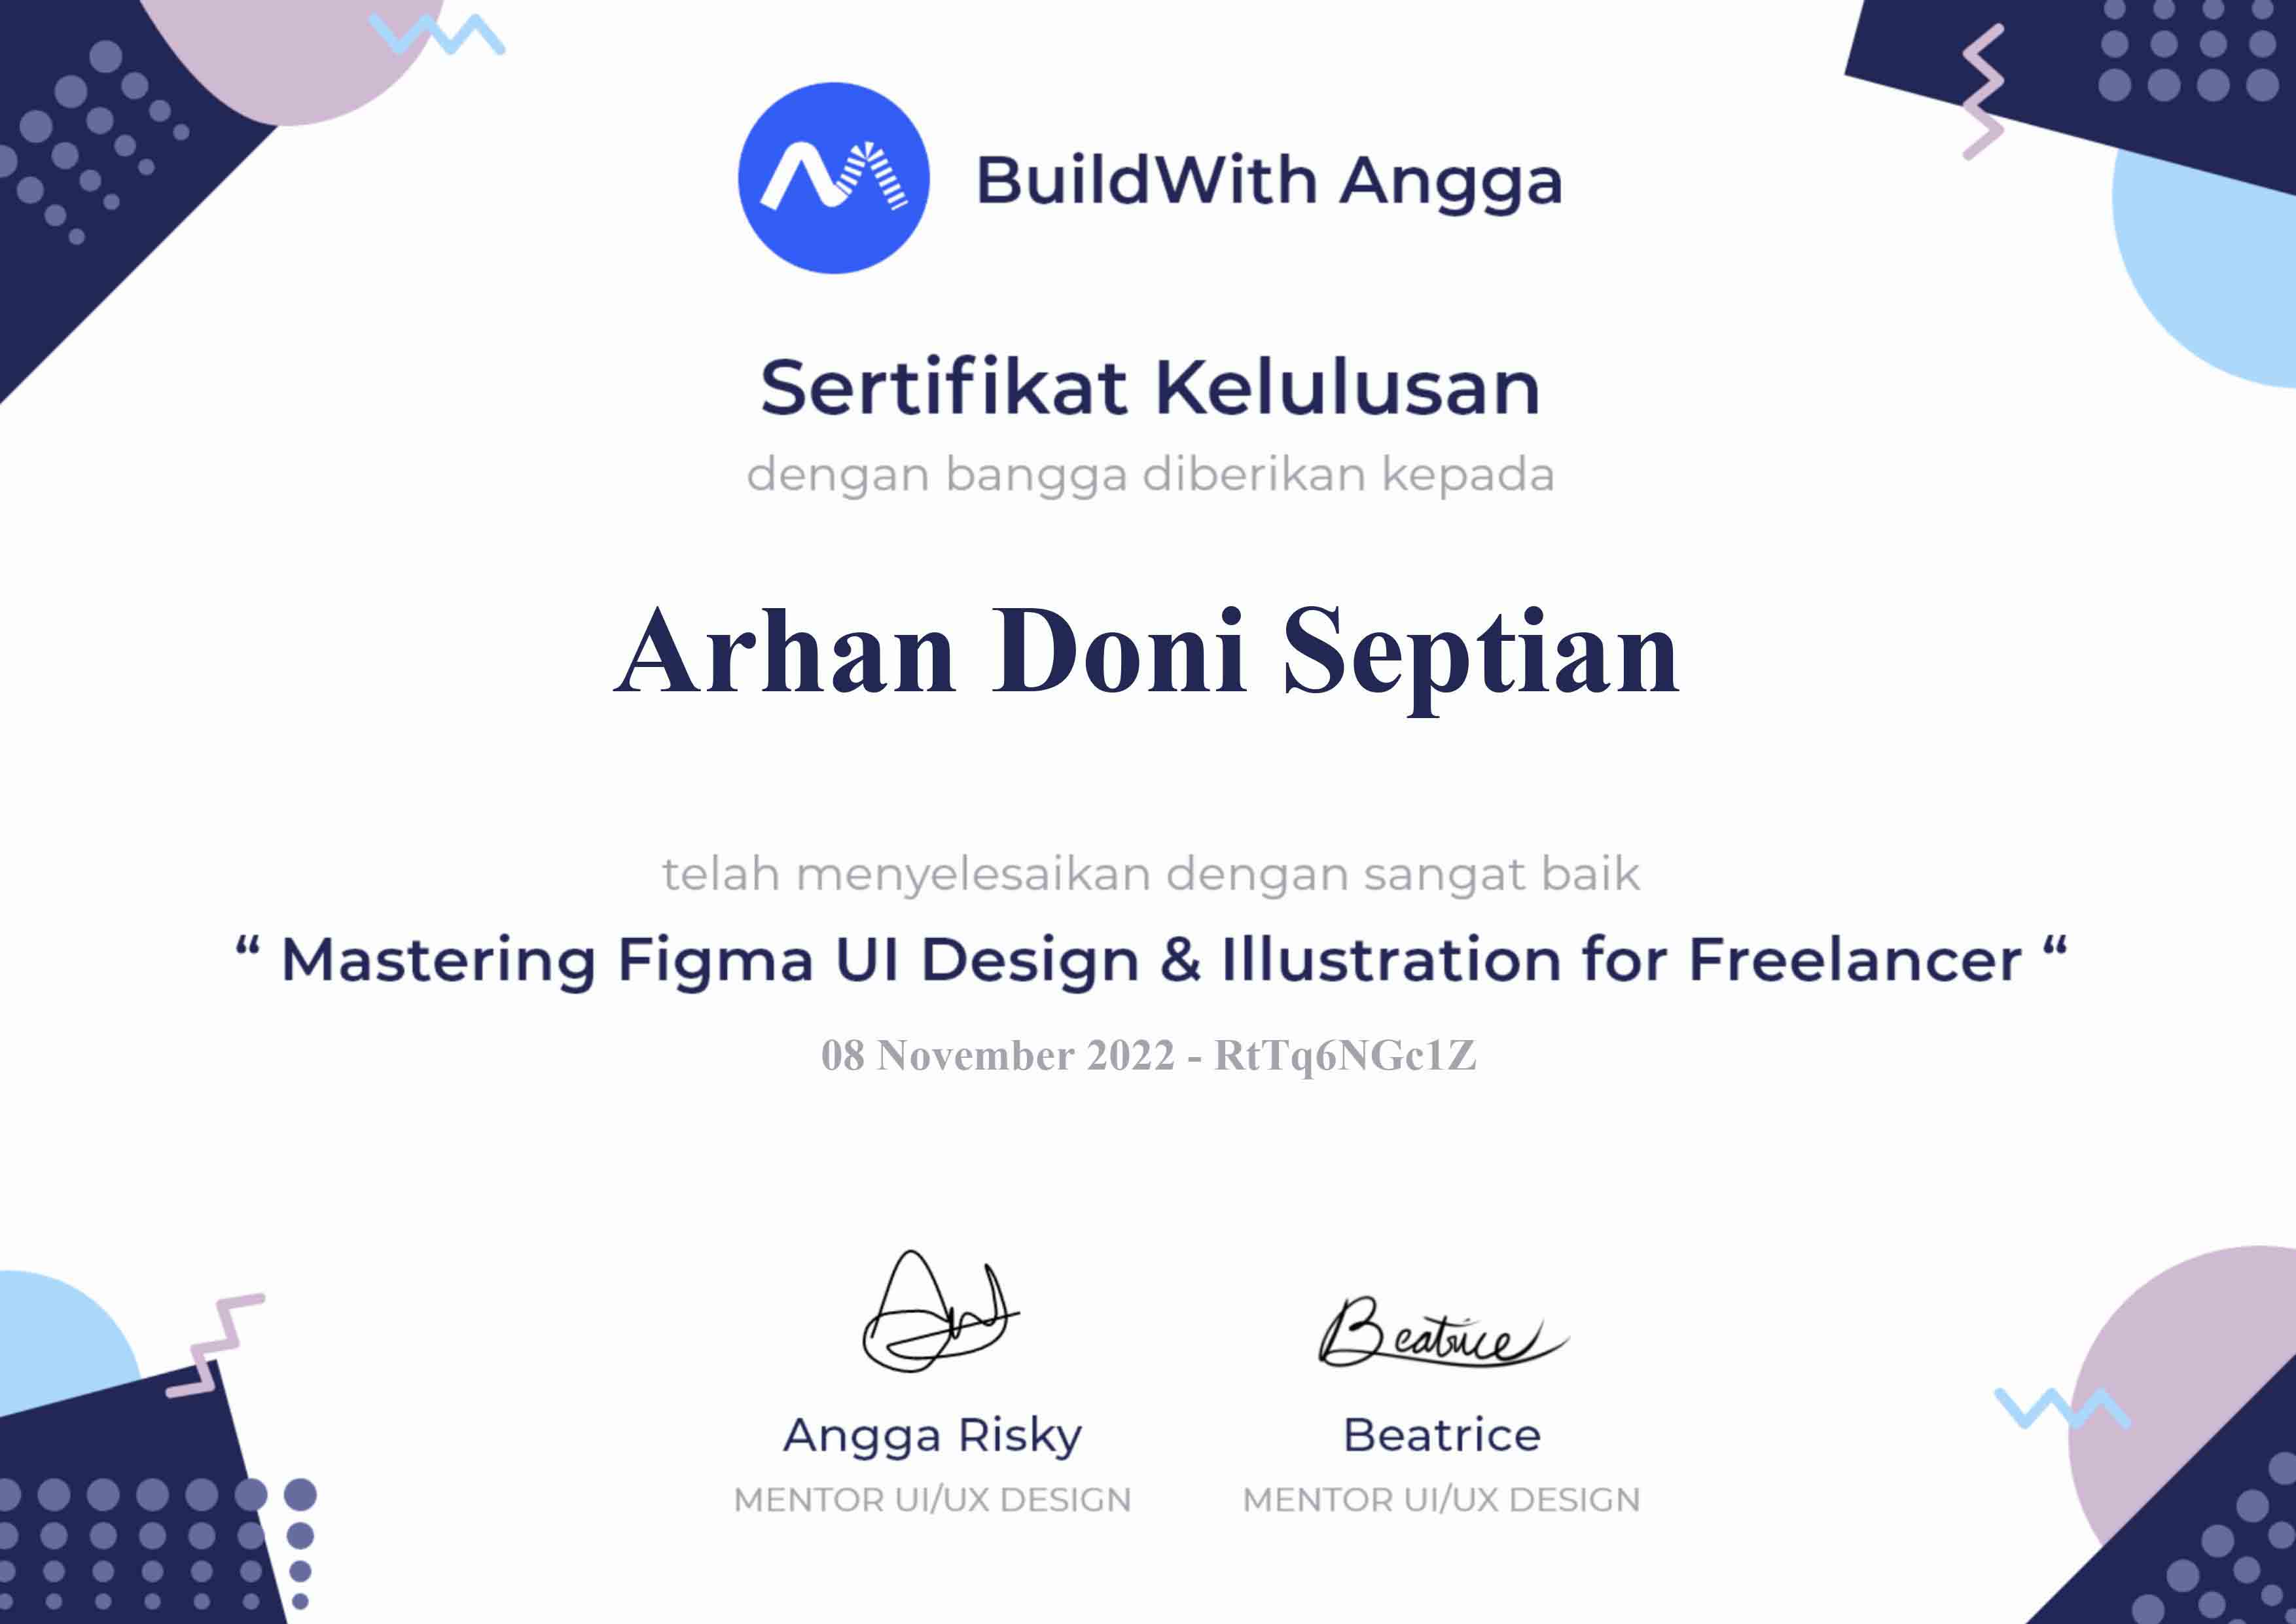 BuildWith Angga
Sertifikat Kelulusan
dengan bangga diberikan kepada
Arhan Doni Septian
telah menyelesaikan dengan sangat baik
“ Mastering Figma UI Design & Illustration for Freelancer “
08 November 2022 - RtTq6NGc1Z
Beatrice
Angga Risky Beatrice
MENTOR UI/UX DESIGN MENTOR UI/UX DESIGN